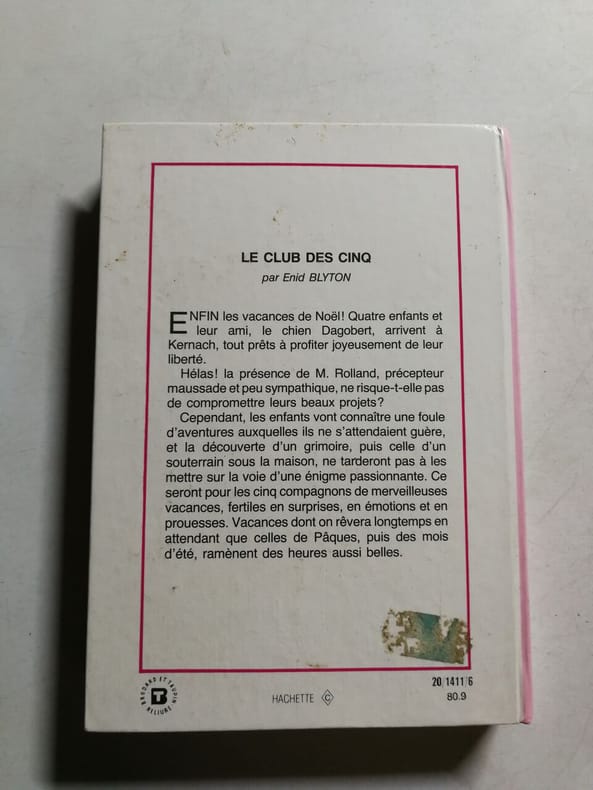 LE CLUB DES CINQ
par Enid BLYTON
ENFIN les vacances de Noël! Quatre enfants et
leur ami, le chien Dagobert, arrivent à
Kernach, tout prêts à profiter joyeusement de leur
liberté.
Hélas! la présence de M. Rolland, précepteur
maussade et peu sympathique, ne risque-t-elle pas
de compromettre leurs beaux projets?
Cependant, les enfants vont connaître une foule
d'aventures auxquelles ils ne s'attendaient guère,
et la découverte d'un grimoire, puis celle d'un
souterrain sous la maison, ne tarderont pas à les
mettre sur la voie d'une énigme passionnante. Ce
seront pour les cinq compagnons de merveilleuses
vacances, fertiles en surprises, en émotions et en
prouesses. Vacances dont on rêvera longtemps en
attendant que celles de Pâques, puis des mois
d'été, ramènent des heures aussi belles.
BRODARD ET TAUPIN
RELIURE
HACHETTE C
20/1411/6
80.9